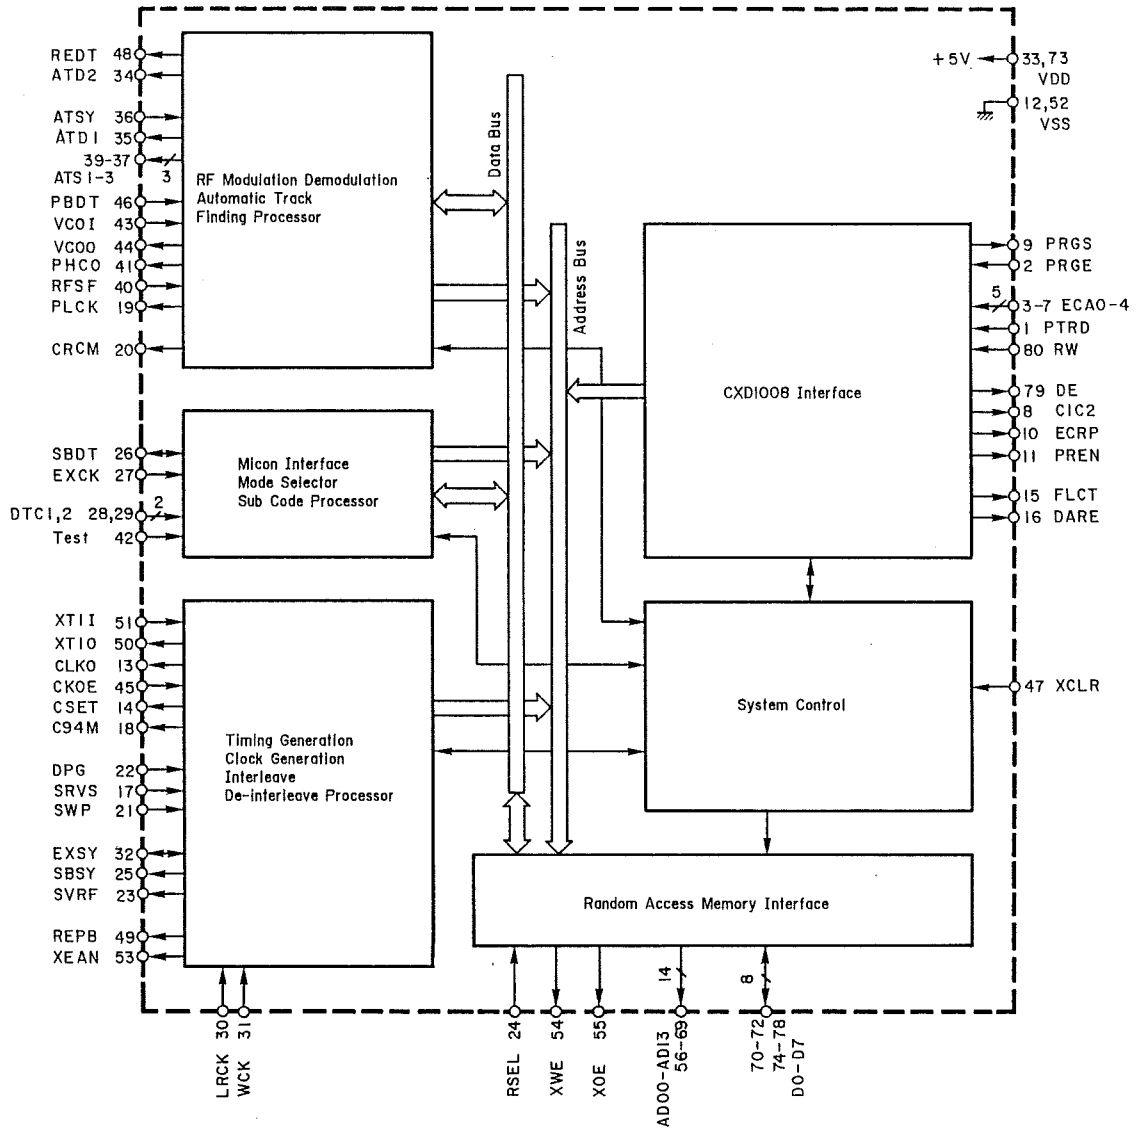 REDT 48
ATD2 34
ATSY 36
ATD1 35
39-37
ATS1-3 3
PBDT 46
VCOI 43
VCOO 44
PHCO 41
RFSF 40
PLCK 19
CRCM 20
RF Modulation Demodulation
Automatic Track
Finding Processor
SBDT 26
EXCK 27
DTC1,2 28,29 2
Test 42
Micon Interface
Mode Selector
Sub Code Processor
XTII 51
XTIO 50
CLKO 13
CKOE 45
CSET 14
C94M 18
DPG 22
SRVS 17
SWP 21
EXSY 32
SBSY 25
SVRF 23
REPB 49
XEAN 53
Timing Generation
Clock Generation
Interleave
De-interleave Processor
Data Bus
Address Bus
+5V 33,73
VDD
12,52
VSS
CXD1008 Interface
9 PRGS
2 PRGE
5 3-7 ECA0-4
1 PTRD
80 RW
79 DE
8 C1C2
10 ECRP
11 PREN
15 FLCT
16 DARE
System Control
47 XCLR
Random Access Memory Interface
14
8
LRCK 30
WCK 31
RSEL 24
XWE 54
XOE 55
AD00-AD13
56-69
70-72
74-78
D0-D7